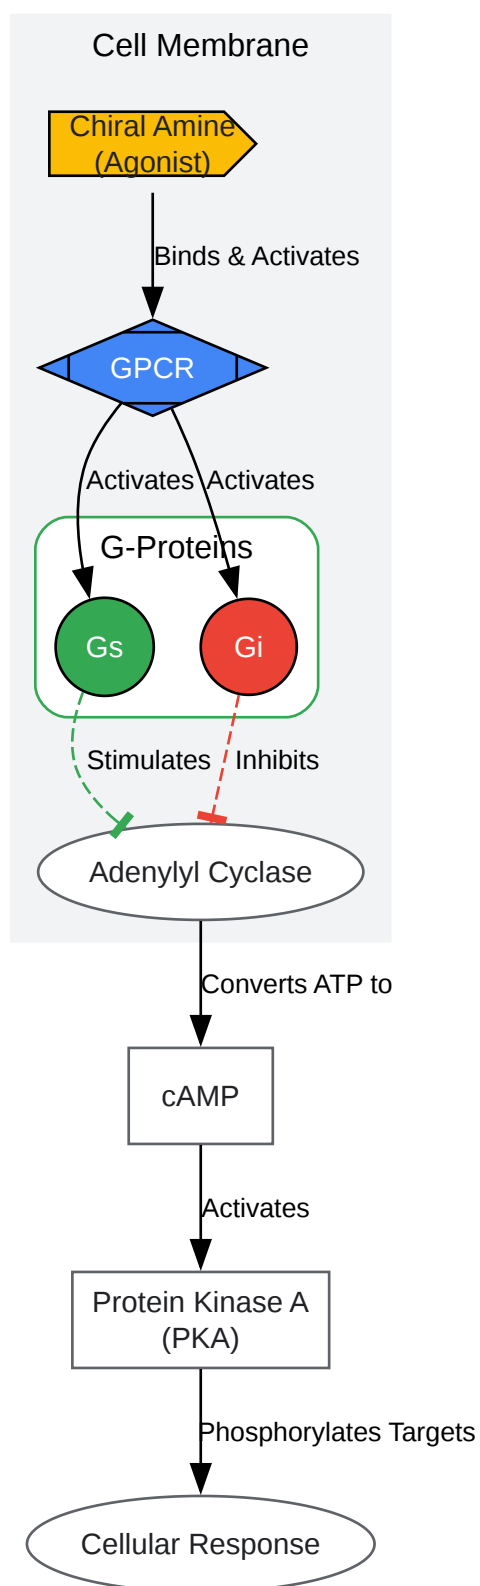 Cell Membrane
Chiral Amine
(Agonist)
Binds & Activates
GPCR
Activates
Activates
G-Proteins
Gs
Gi
Stimulates
Inhibits
Adenylyl Cyclase
Converts ATP to
cAMP
Activates
Protein Kinase A
(PKA)
Phosphorylates Targets
Cellular Response